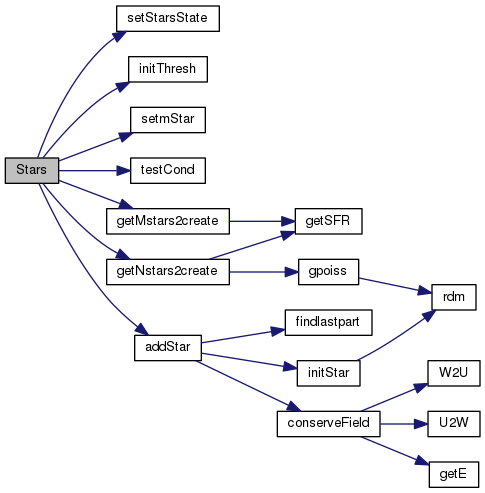 setStarsState
initThresh
setmStar
Stars
testCond
getMstars2create
getSFR
getNstars2create
gpoiss
rdm
findlastpart
addStar
initStar
W2U
conserveField
U2W
getE